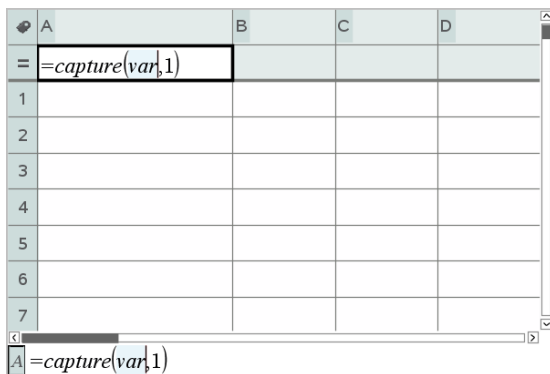 A B C D
= =capture(var,1)
1
2
3
4
5
6
7
A =capture(var,1)